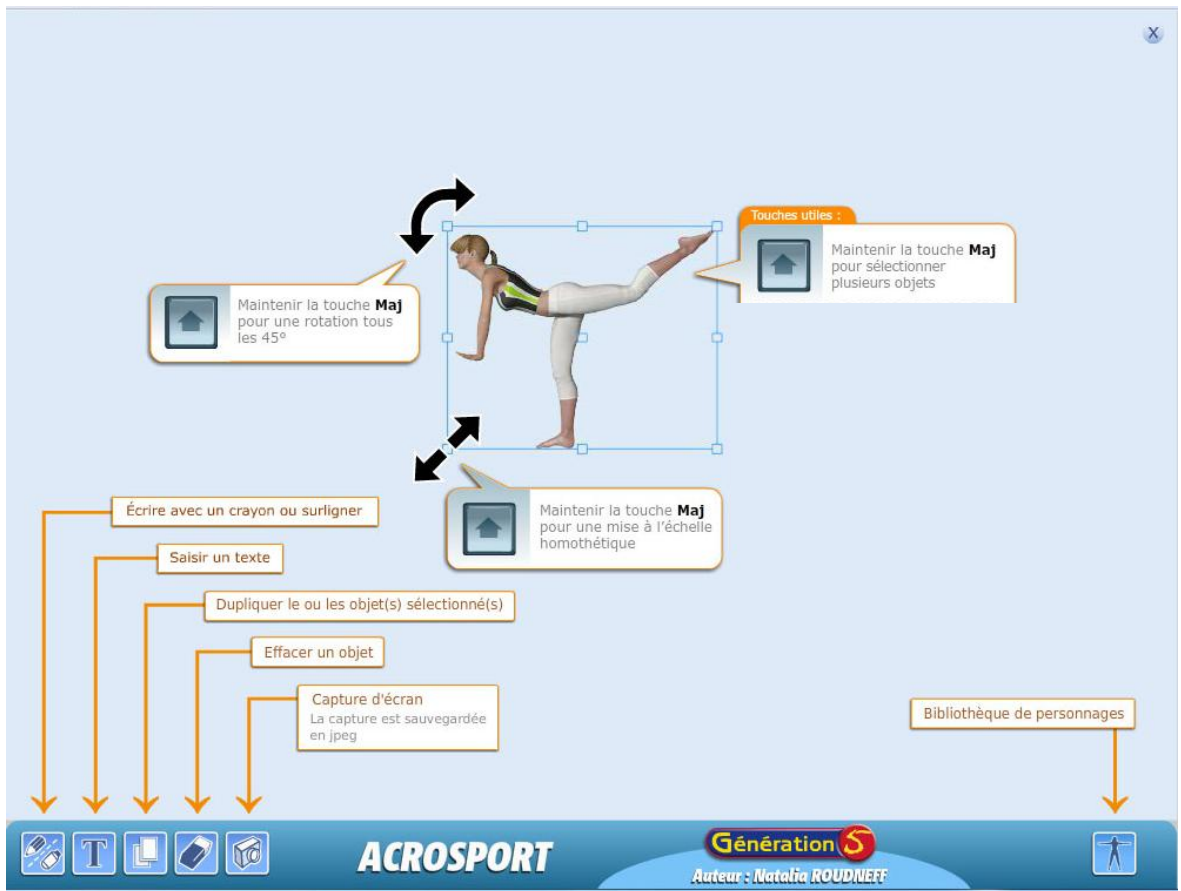 X
Touches utiles :
Maintenir la touche Maj
pour sélectionner
plusieurs objets
Maintenir la touche Maj
pour une rotation tous
les 45°
Maintenir la touche Maj
pour une mise à l'échelle
homothétique
Écrire avec un crayon ou surligner
Saisir un texte
Dupliquer le ou les objet(s) sélectionné(s)
Effacer un objet
Capture d'écran
La capture est sauvegardée
en jpeg
Bibliothèque de personnages
T
ACROSPORT
Génération 5
Auteur : Natalia ROUDNEFF